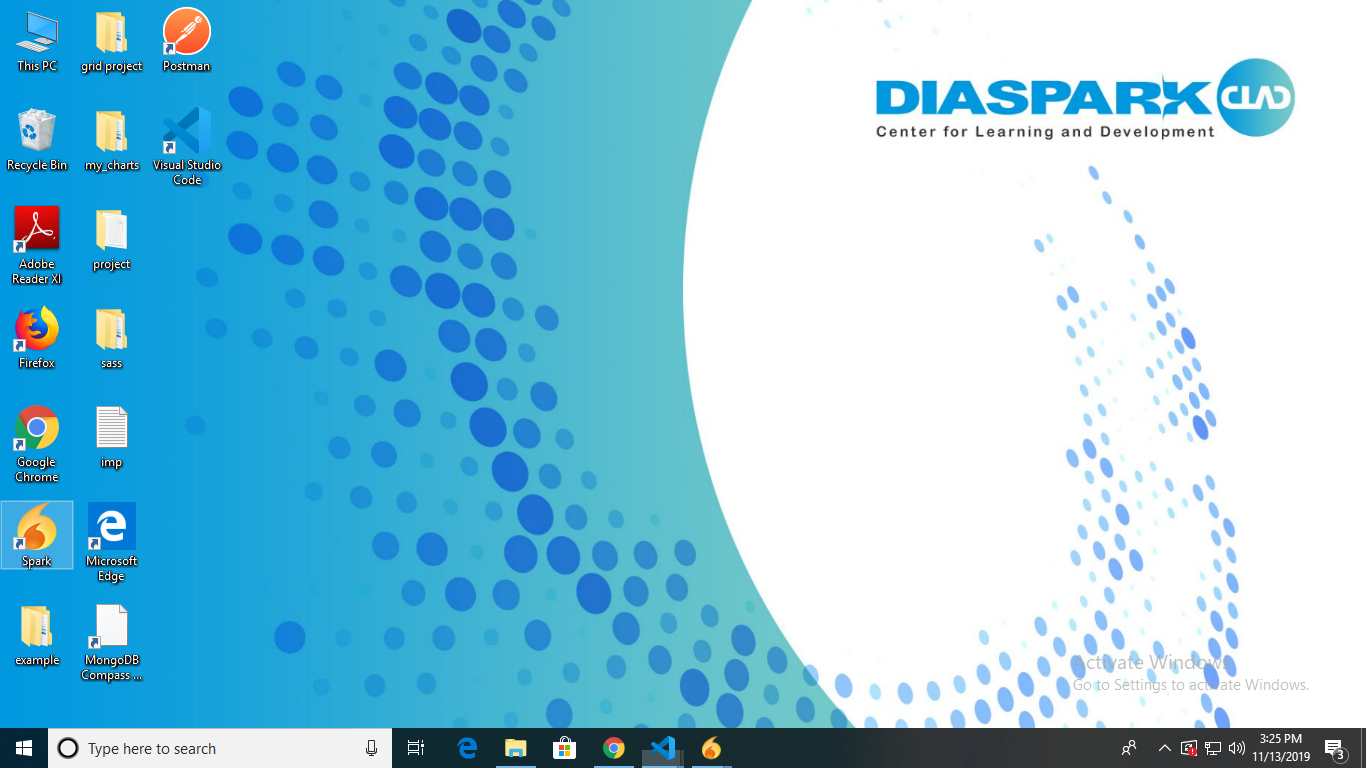 This PC
grid project
Postman
Recycle Bin
my_charts
Visual Studio
Code
Adobe
Reader XI
project
Firefox
sass
Google
Chrome
imp
Spark
Microsoft
Edge
example
MongoDB
Compass ...
DIASPARK CLAD
Center for Learning and Development
Activate Windows
Go to Settings to activate Windows.
Type here to search
3:25 PM
11/13/2019
3